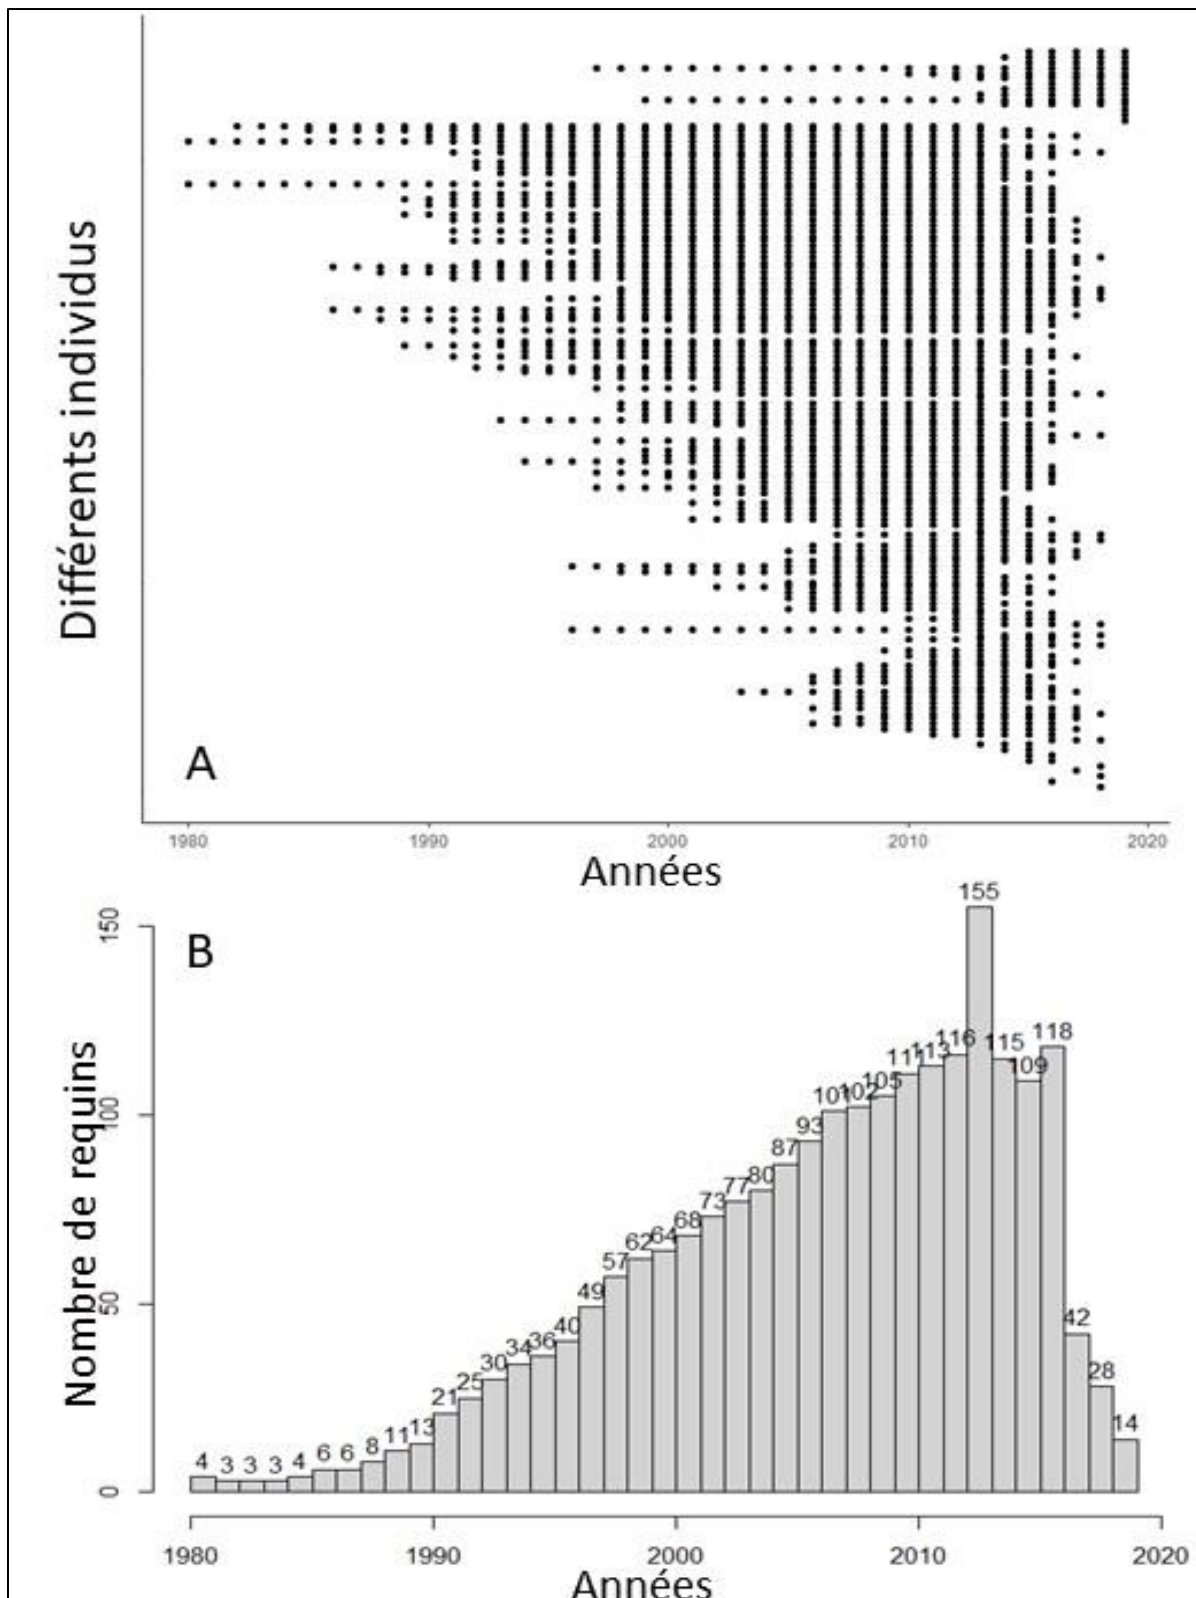 Différents individus
A
1980 1990 2000 2010 2020
Années
B
Nombre de requins
0 50 100 150
4 3 3 3 4 6 6 8 11 13 21 25 30 34 36 40 49 57 62 64 68 73 77 80 87 93 101 102 105 111 113 116 155 115 109 118 42 28 14
1980 1990 2000 2010 2020
Années